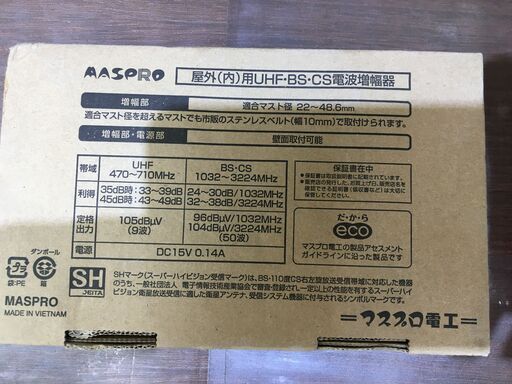 MASPRO
屋外(内)用UHF・BS・CS電波増幅器
増幅部 適合マスト径 22〜48.6mm
適合マスト径を超えるマストでも市販のステンレスベルト(幅10mm)で取付けられます。
増幅部・電源部 壁面取付可能
帯域 UHF 470〜710MHz BS・CS 1032〜3224MHz
利得 35dB時:33〜39dB 24〜30dB/1032MHz
45dB時:43〜49dB 32〜38dB/3224MHz
定格出力 105dBμV (9波) 96dBμV/1032MHz
104dBμV/3224MHz (50波)
電源 DC15V 0.14A
保証書在中
だ・か・ら
eco
マスプロ電工の製品アセスメント
ガイドラインに沿った製品です
ダンボール
箱
袋:PE
SH
JEITA
SHマーク(スーパーハイビジョン受信マーク)は、BS・110度CS右左旋放送受信帯域に対応した機器
のうち、一般社団法人 電子情報技術産業協会で審査・登録され、一定以上の性能を有するスーパーハイ
ビジョン衛星放送受信に適した衛星アンテナ、受信システム機器に付与されるシンボルマークです。
MASPRO
MADE IN VIETNAM
マスプロ電工